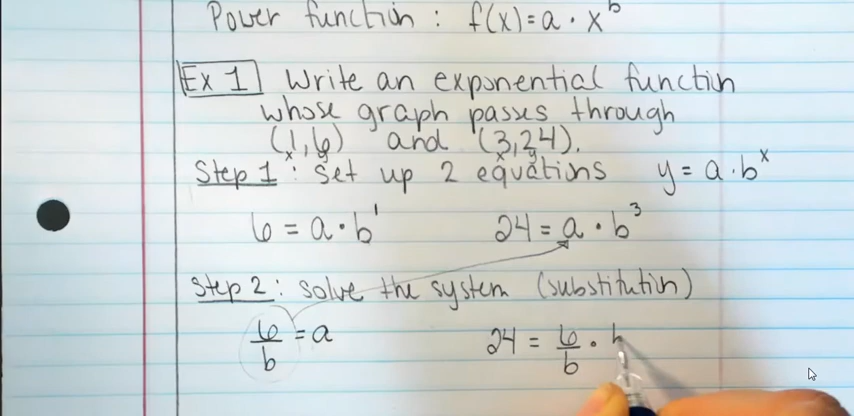 Power function : f(x) = a · x^b
Ex 1 Write an exponential function
whose graph passes through
(1,6) and (3,24).
x y x y
Step 1 : Set up 2 equations y = a · b^x
6 = a · b^1 24 = a · b^3
Step 2 : Solve the system (substitution)
6/b = a 24 = 6/b · b